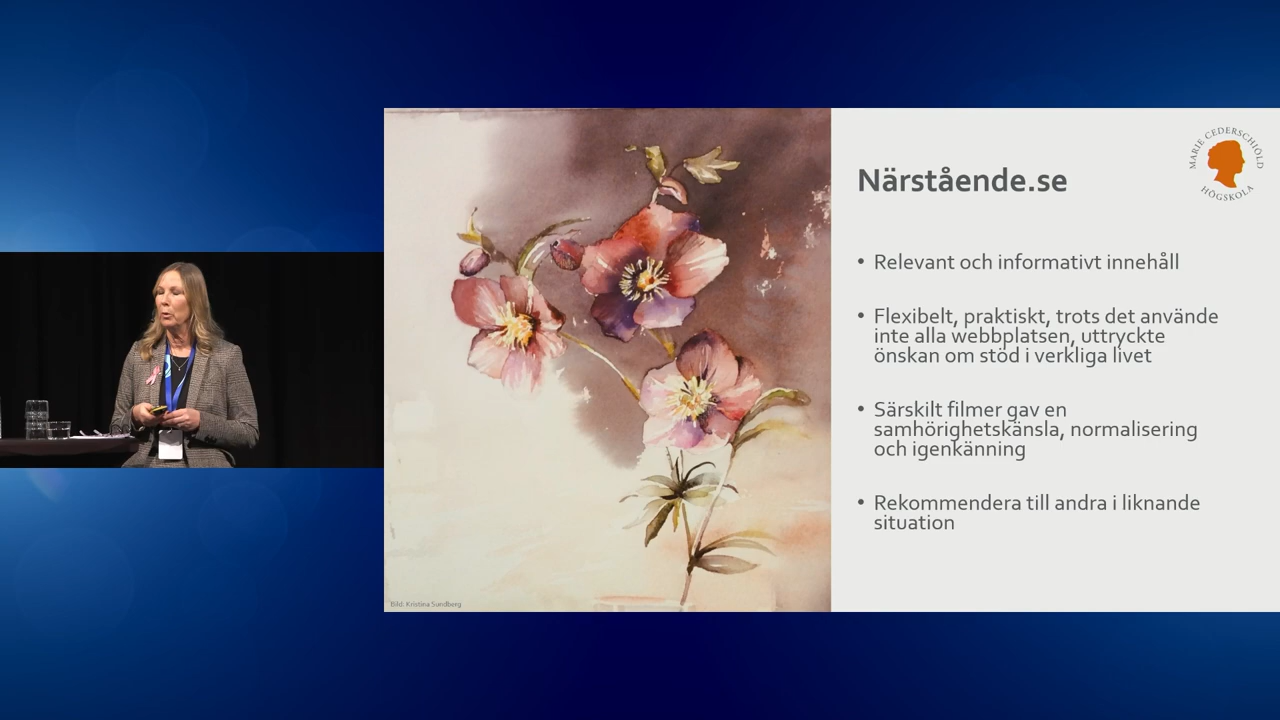 MARIE CEDERSCHIÖLD
HÖGSKOLA
Närstående.se
• Relevant och informativt innehåll
• Flexibelt, praktiskt, trots det använde
inte alla webbplatsen, uttryckte
önskan om stöd i verkliga livet
• Särskilt filmer gav en
samhörighetskänsla, normalisering
och igenkänning
• Rekommendera till andra i liknande
situation
Bild: Kristina Sundberg